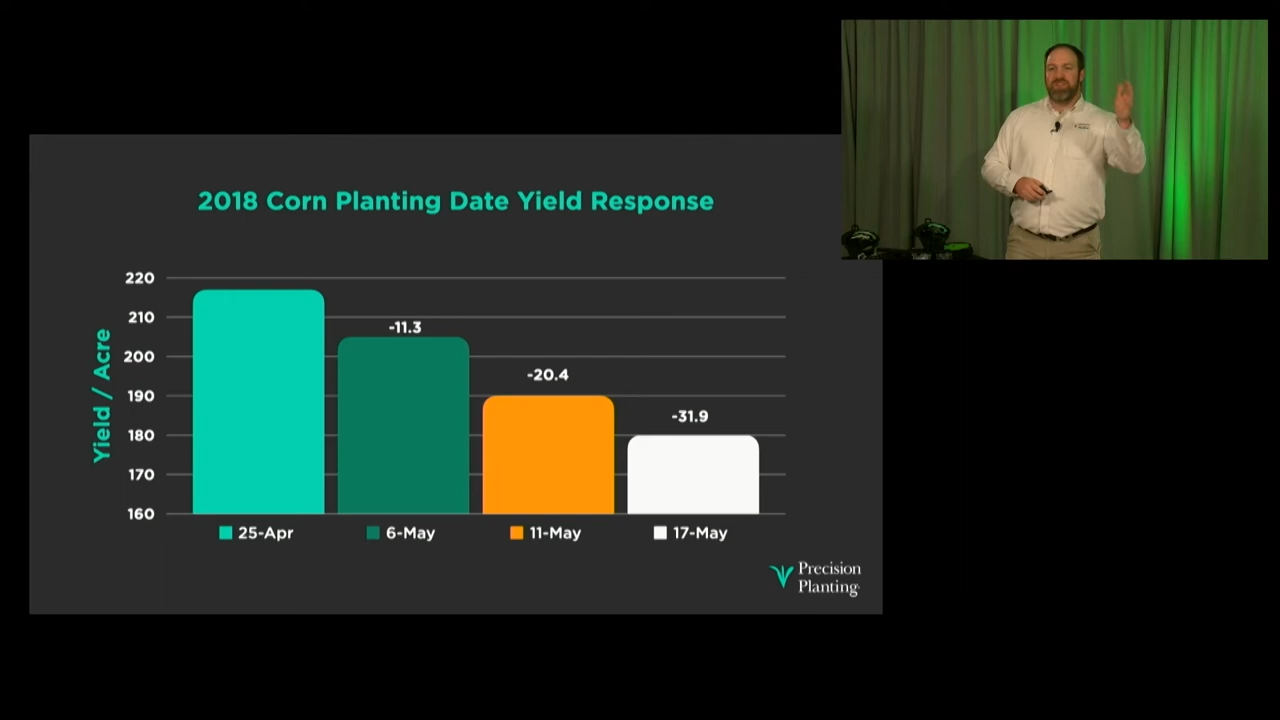 2018 Corn Planting Date Yield Response
Yield / Acre
220
210
200
190
180
170
160
-11.3
-20.4
-31.9
25-Apr
6-May
11-May
17-May
Precision
Planting